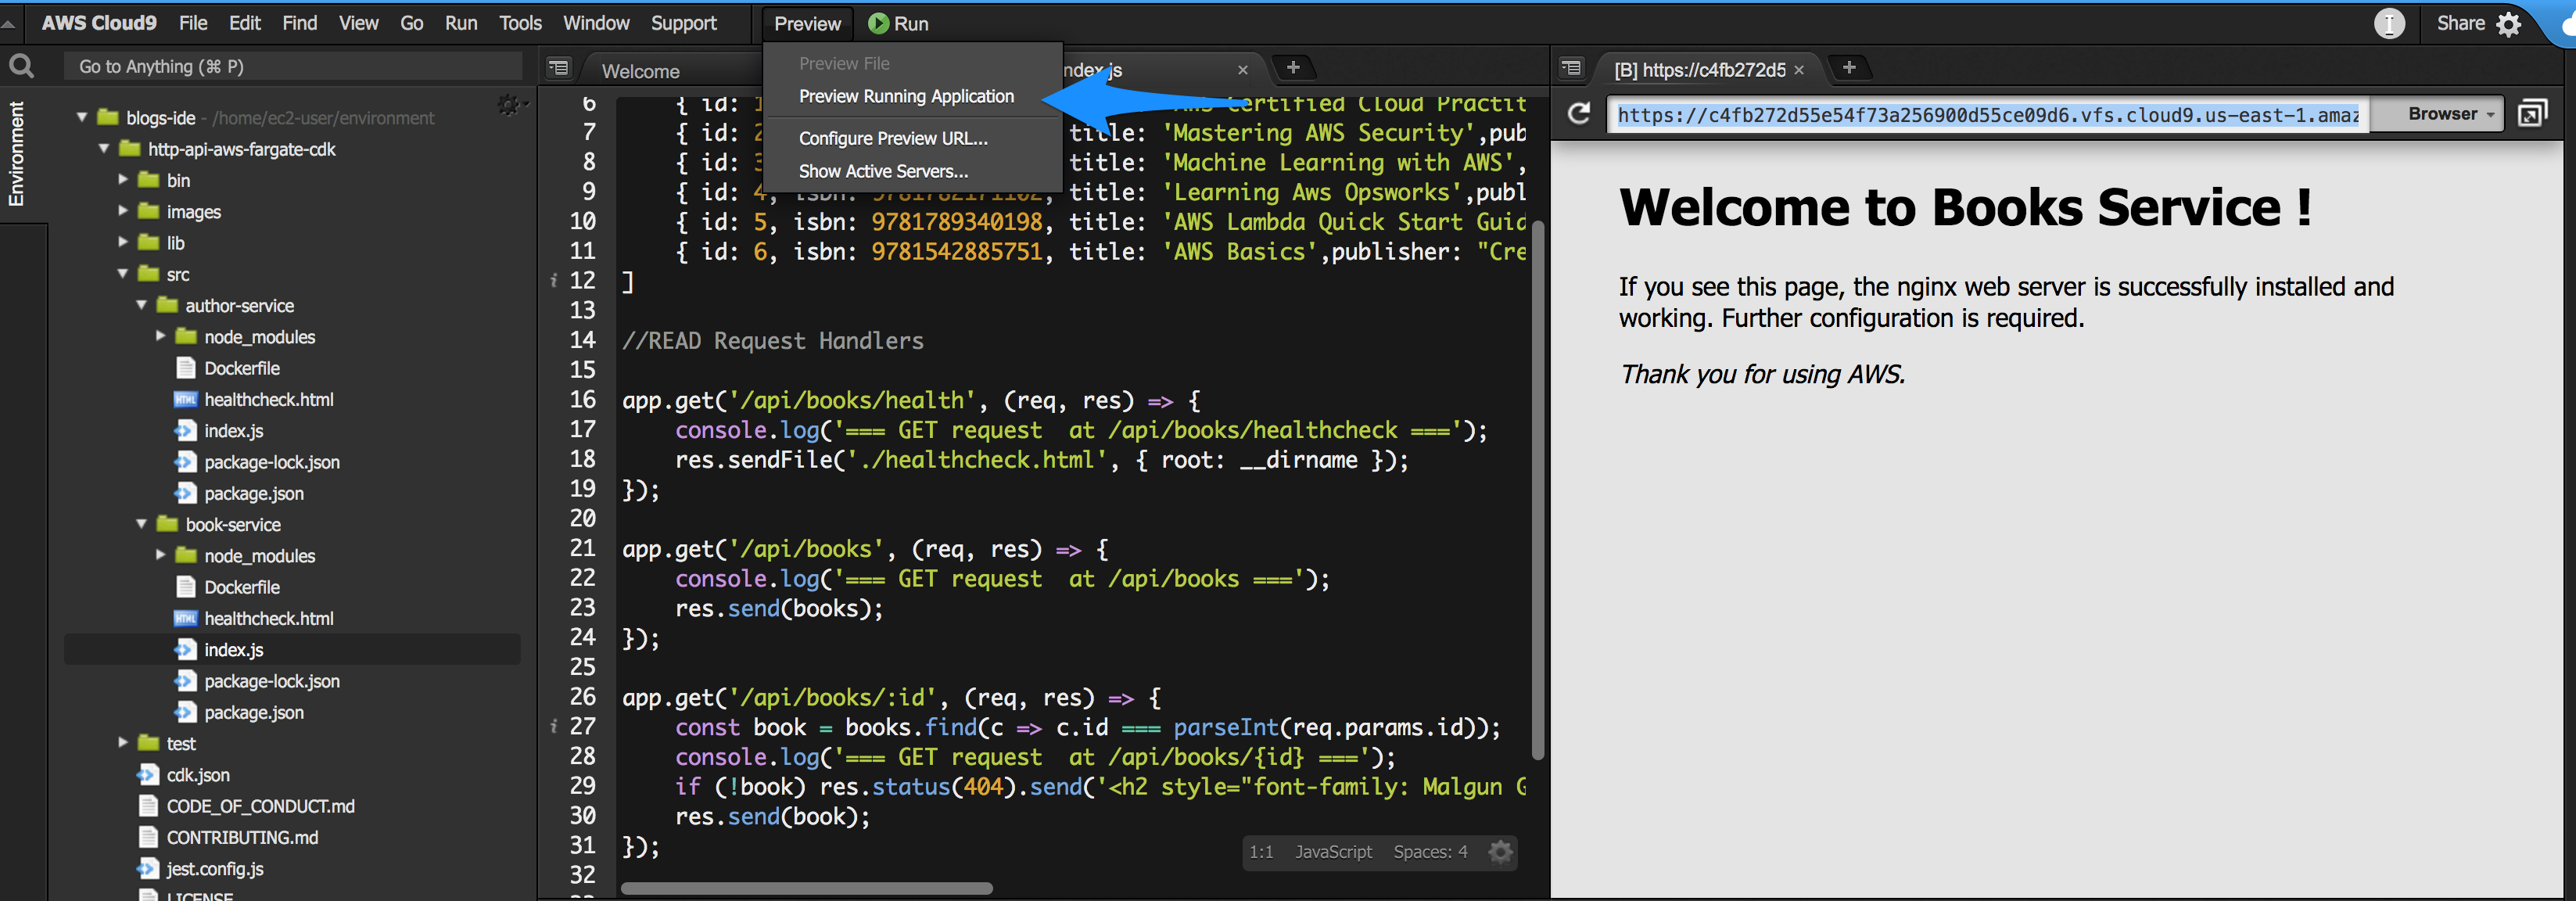 AWS Cloud9 File Edit Find View Go Run Tools Window Support Preview Run Share
Go to Anything (⌘ P)
Environment
blogs-ide - /home/ec2-user/environment
http-api-aws-fargate-cdk
bin
images
lib
src
author-service
node_modules
Dockerfile
healthcheck.html
index.js
package-lock.json
package.json
book-service
node_modules
Dockerfile
healthcheck.html
index.js
package-lock.json
package.json
test
cdk.json
CODE_OF_CONDUCT.md
CONTRIBUTING.md
jest.config.js
LICENSE
Preview File
Preview Running Application
Configure Preview URL...
Show Active Servers...
Welcome
ndex.js
6 { id: 1 Certified Cloud Practit
7 { id: 2 title: 'Mastering AWS Security',pu
8 { id: 3 title: 'Machine Learning with AWS',
9 { id: 4, isbn: 9781782171102, title: 'Learning Aws Opsworks',publ
10 { id: 5, isbn: 9781789340198, title: 'AWS Lambda Quick Start Guid
11 { id: 6, isbn: 9781542885751, title: 'AWS Basics',publisher: "Cre
12 ]
13
14 //READ Request Handlers
15
16 app.get('/api/books/health', (req, res) => {
17 console.log('=== GET request  at /api/books/healthcheck ===');
18 res.sendFile('./healthcheck.html', { root: __dirname });
19 });
20
21 app.get('/api/books', (req, res) => {
22 console.log('=== GET request  at /api/books ===');
23 res.send(books);
24 });
25
26 app.get('/api/books/:id', (req, res) => {
27 const book = books.find(c => c.id === parseInt(req.params.id));
28 console.log('=== GET request  at /api/books/{id} ===');
29 if (!book) res.status(404).send('<h2 style="font-family: Malgun G
30 res.send(book);
31 });
32
1:1 JavaScript Spaces: 4
[B] https://c4fb272d5
https://c4fb272d55e54f73a256900d55ce09d6.vfs.cloud9.us-east-1.amaz Browser
Welcome to Books Service !
If you see this page, the nginx web server is successfully installed and
working. Further configuration is required.
Thank you for using AWS.